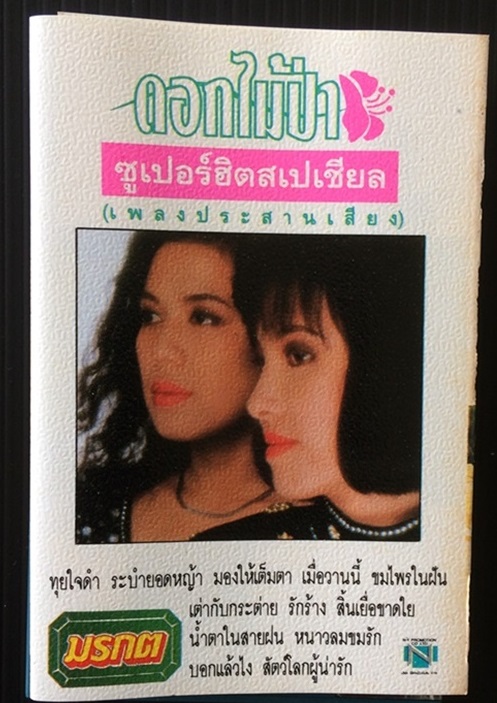 ดอกไม้ป่า
ซูเปอร์ฮิตสเปเชียล
(เพลงประสานเสียง)
ทุยใจดำ ระบำยอดหญ้า มองให้เต็มตา เมื่อวานนี้ ขมไพรในฝัน
เต่ากับกระต่าย รักร้าง สิ้นเยื่อขาดใย
น้ำตาในสายฝน หนาวลมขมรัก
บอกแล้วไง สัตว์โลกผู้น่ารัก
มรกต
N